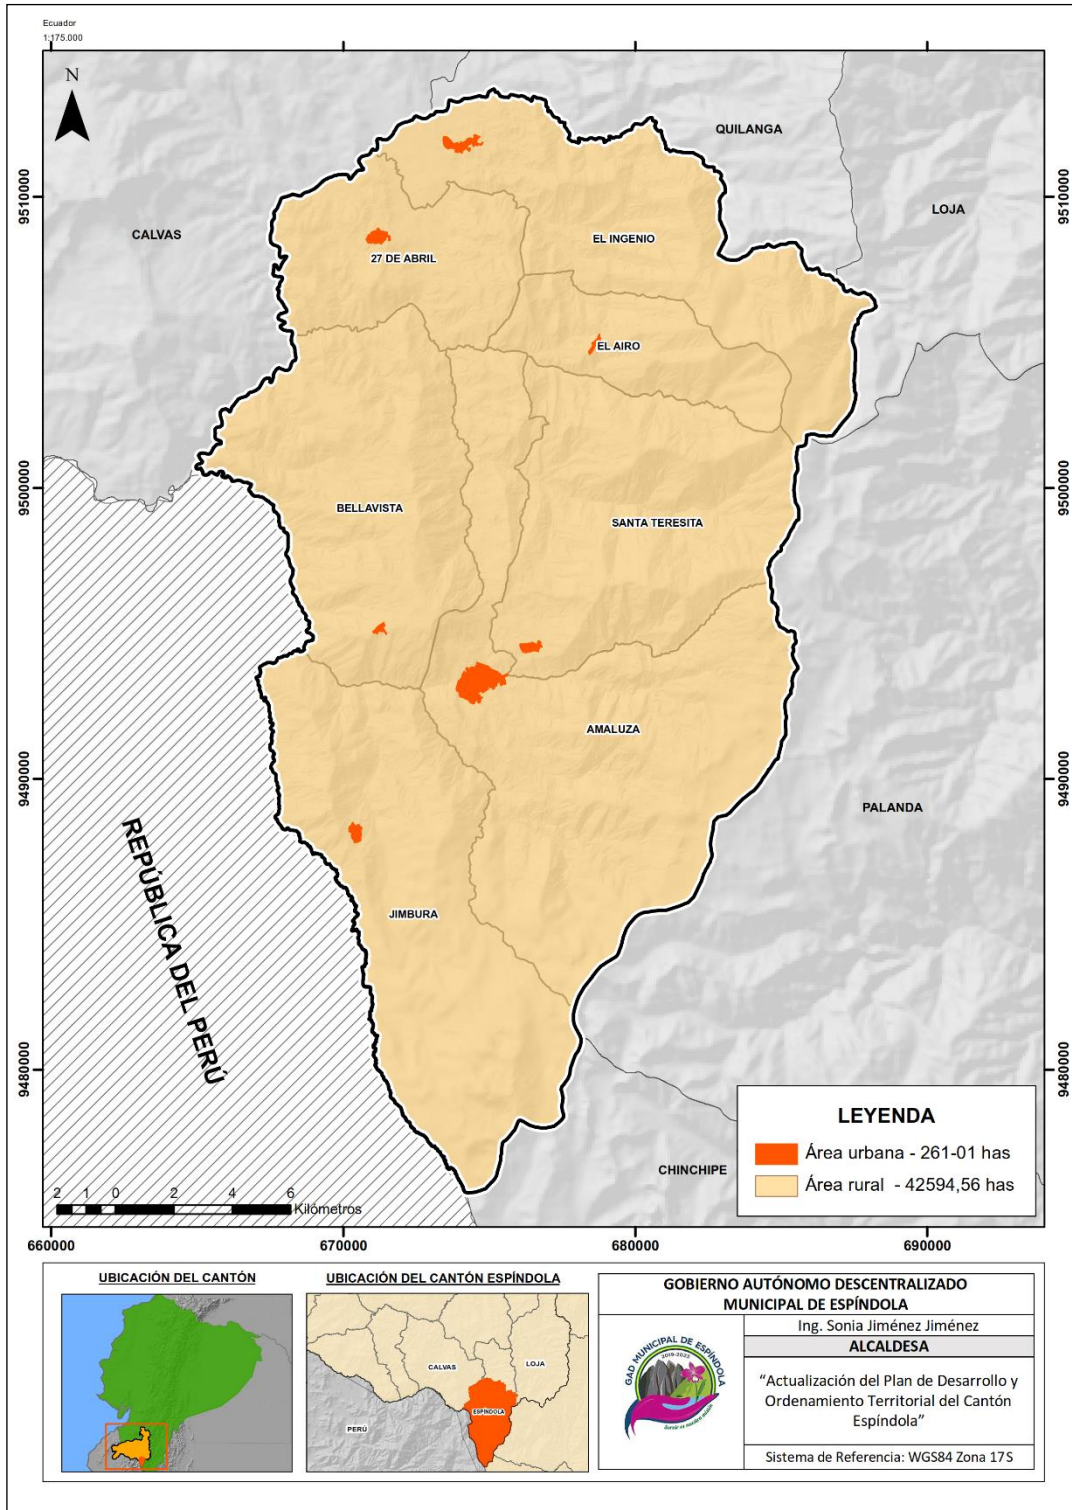 Ecuador
1:175.000
N
QUILANGA
LOJA
CALVAS
EL INGENIO
27 DE ABRIL
EL AIRO
BELLAVISTA
SANTA TERESITA
AMALUZA
PALANDA
JIMBURA
REPÚBLICA DEL PERÚ
CHINCHIPE
9510000
9500000
9490000
9480000
9510000
9500000
9490000
9480000
LEYENDA
Área urbana - 261-01 has
Área rural - 42594,56 has
2 1 0 2 4 6
Kilómetros
660000 670000 680000 690000
UBICACIÓN DEL CANTÓN
UBICACIÓN DEL CANTÓN ESPÍNDOLA
CALVAS
LOJA
ESPÍNDOLA
PERÚ
GOBIERNO AUTÓNOMO DESCENTRALIZADO
MUNICIPAL DE ESPÍNDOLA
Ing. Sonia Jiménez Jiménez
ALCALDESA
GAD MUNICIPAL DE ESPÍNDOLA
2019-2023
Servir es nuestra misión
“Actualización del Plan de Desarrollo y
Ordenamiento Territorial del Cantón
Espíndola”
Sistema de Referencia: WGS84 Zona 17S